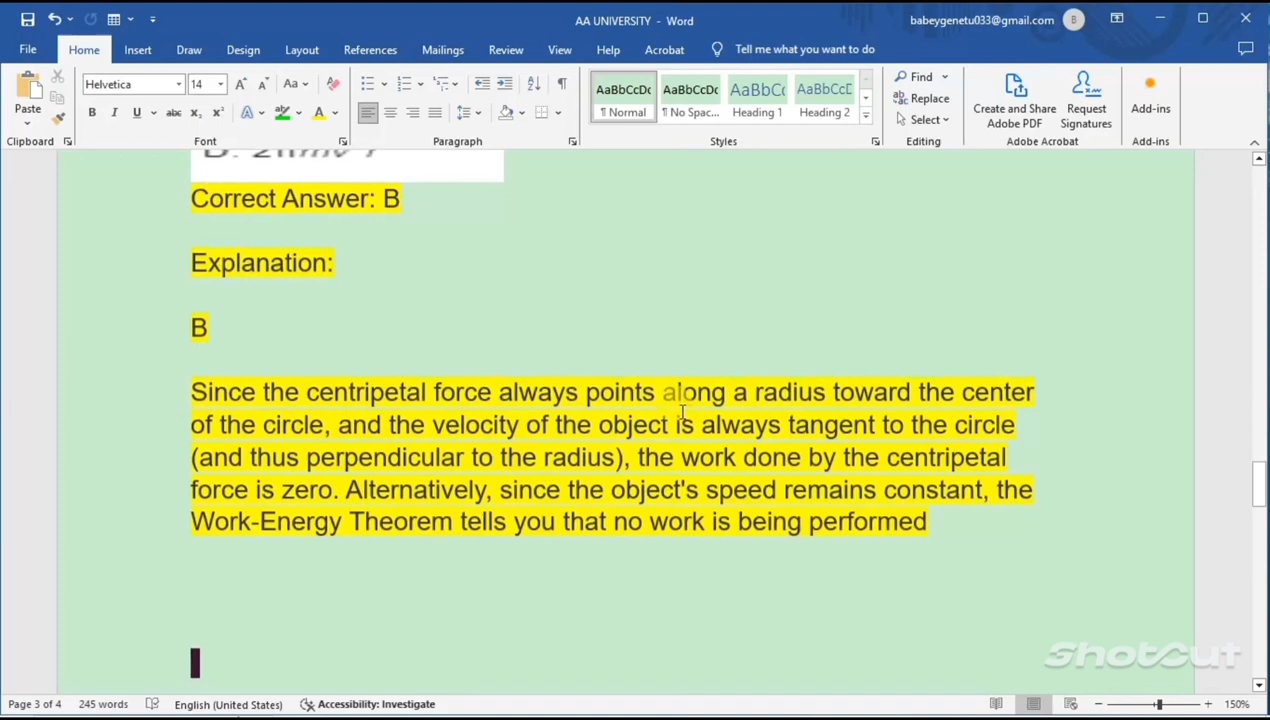 AA UNIVERSITY - Word
babeygenetu033@gmail.com
B
File Home Insert Draw Design Layout References Mailings Review View Help Acrobat Tell me what you want to do
Paste
Helvetica 14
Clipboard Font Paragraph
AaBbCcDc AaBbCcDc AaBbCc AaBbCcD
¶ Normal ¶ No Spac... Heading 1 Heading 2
Styles
Find
Replace
Select
Editing
Create and Share
Adobe PDF
Request
Signatures
Adobe Acrobat
Add-ins
Add-ins
Correct Answer: B
Explanation:
B
Since the centripetal force always points along a radius toward the center
of the circle, and the velocity of the object is always tangent to the circle
(and thus perpendicular to the radius), the work done by the centripetal
force is zero. Alternatively, since the object's speed remains constant, the
Work-Energy Theorem tells you that no work is being performed
Shotcut
Page 3 of 4 245 words English (United States) Accessibility: Investigate 150%